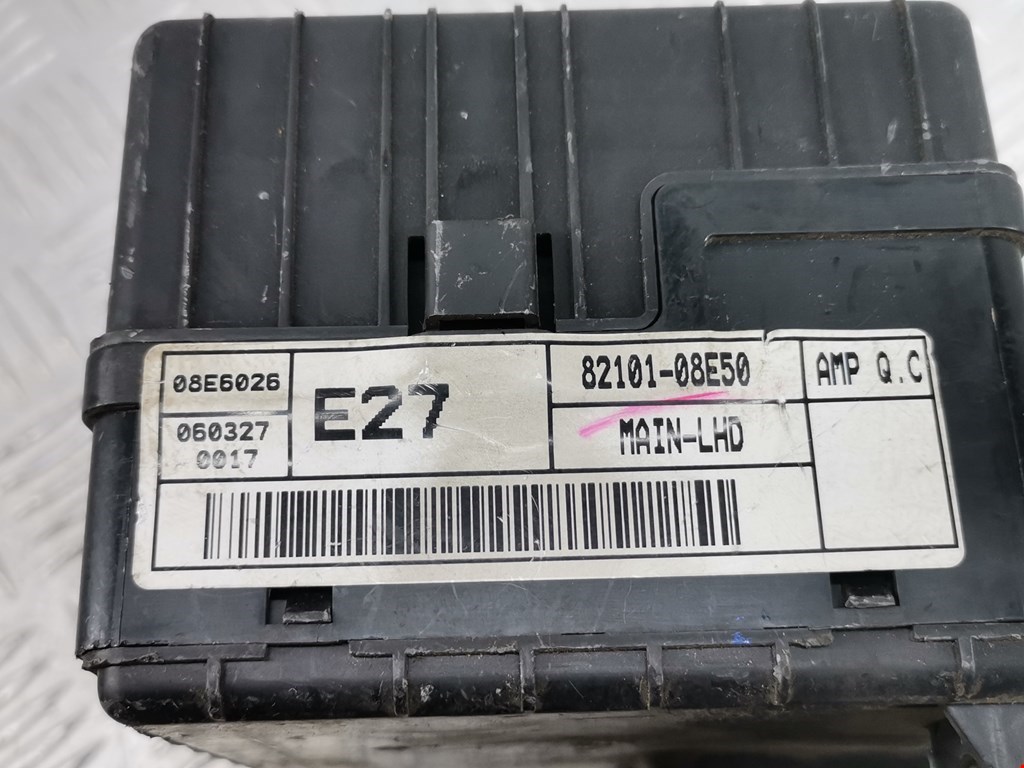 08E6026
060327
0017
E27
82101-08E50
MAIN-LHD
AMP Q.C